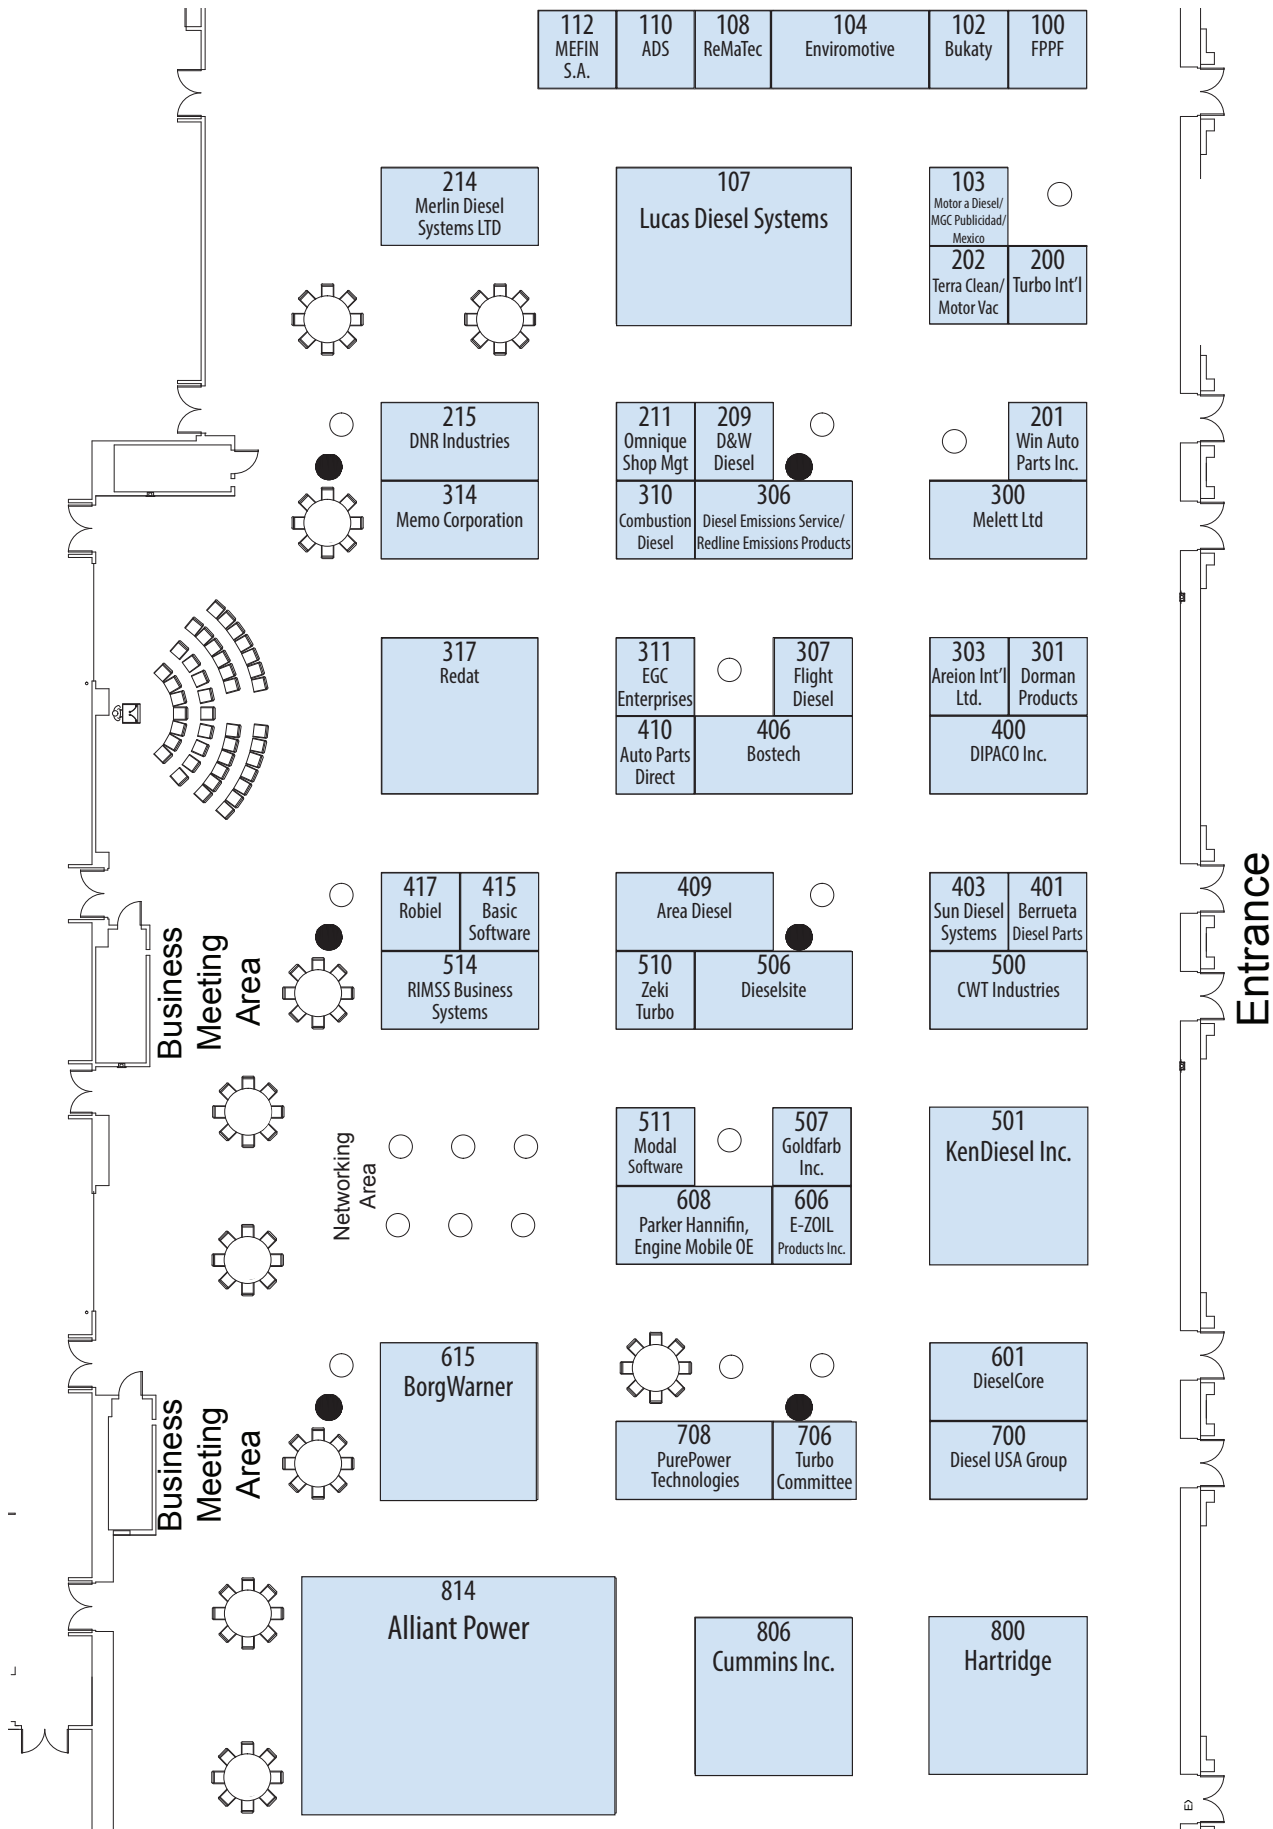 112
MEFIN
S.A.
110
ADS
108
ReMaTec
104
Enviromotive
102
Bukaty
100
FPPF
214
Merlin Diesel
Systems LTD
107
Lucas Diesel Systems
103
Motor a Diesel/
MGC Publicidad/
Mexico
202
Terra Clean/
Motor Vac
200
Turbo Int'l
215
DNR Industries
314
Memo Corporation
211
Omnique
Shop Mgt
209
D&W
Diesel
310
Combustion
Diesel
306
Diesel Emissions Service/
Redline Emissions Products
201
Win Auto
Parts Inc.
300
Melett Ltd
317
Redat
311
EGC
Enterprises
307
Flight
Diesel
410
Auto Parts
Direct
406
Bostech
303
Areion Int'l
Ltd.
301
Dorman
Products
400
DIPACO Inc.
417
Robiel
415
Basic
Software
514
RIMSS Business
Systems
409
Area Diesel
510
Zeki
Turbo
506
Dieselsite
403
Sun Diesel
Systems
401
Berrueta
Diesel Parts
500
CWT Industries
Entrance
Business
Meeting
Area
Networking
Area
511
Modal
Software
507
Goldfarb
Inc.
608
Parker Hannifin,
Engine Mobile OE
606
E-ZOIL
Products Inc.
501
KenDiesel Inc.
615
BorgWarner
708
PurePower
Technologies
706
Turbo
Committee
601
DieselCore
700
Diesel USA Group
Business
Meeting
Area
814
Alliant Power
806
Cummins Inc.
800
Hartridge